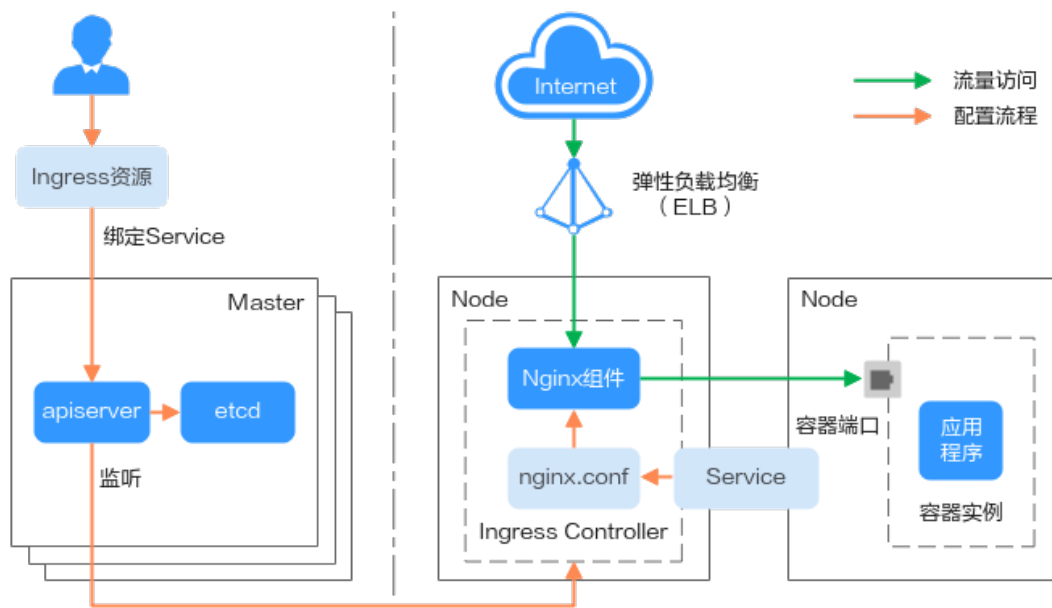 Internet
流量访问
配置流程
Ingress资源
弹性负载均衡
（ELB）
绑定Service
Master
Node
Node
Nginx组件
apiserver
etcd
容器端口
应用
程序
监听
nginx.conf
Service
容器实例
Ingress Controller